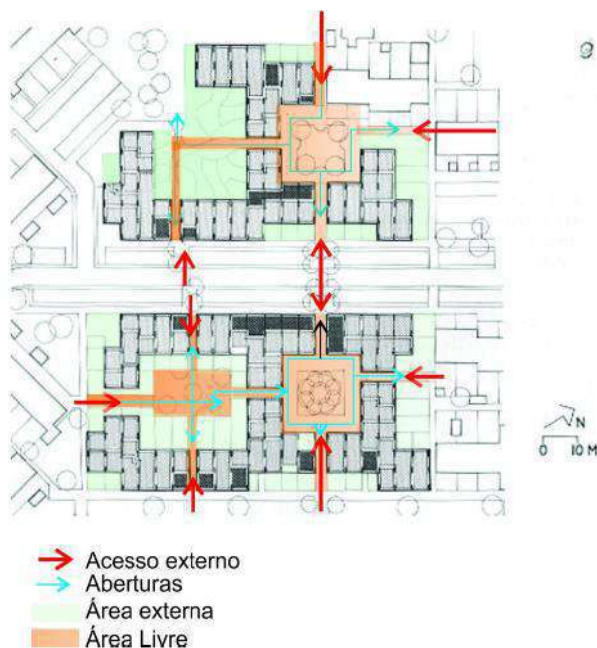 N
0 10 M
Acesso externo
Aberturas
Área externa
Área Livre